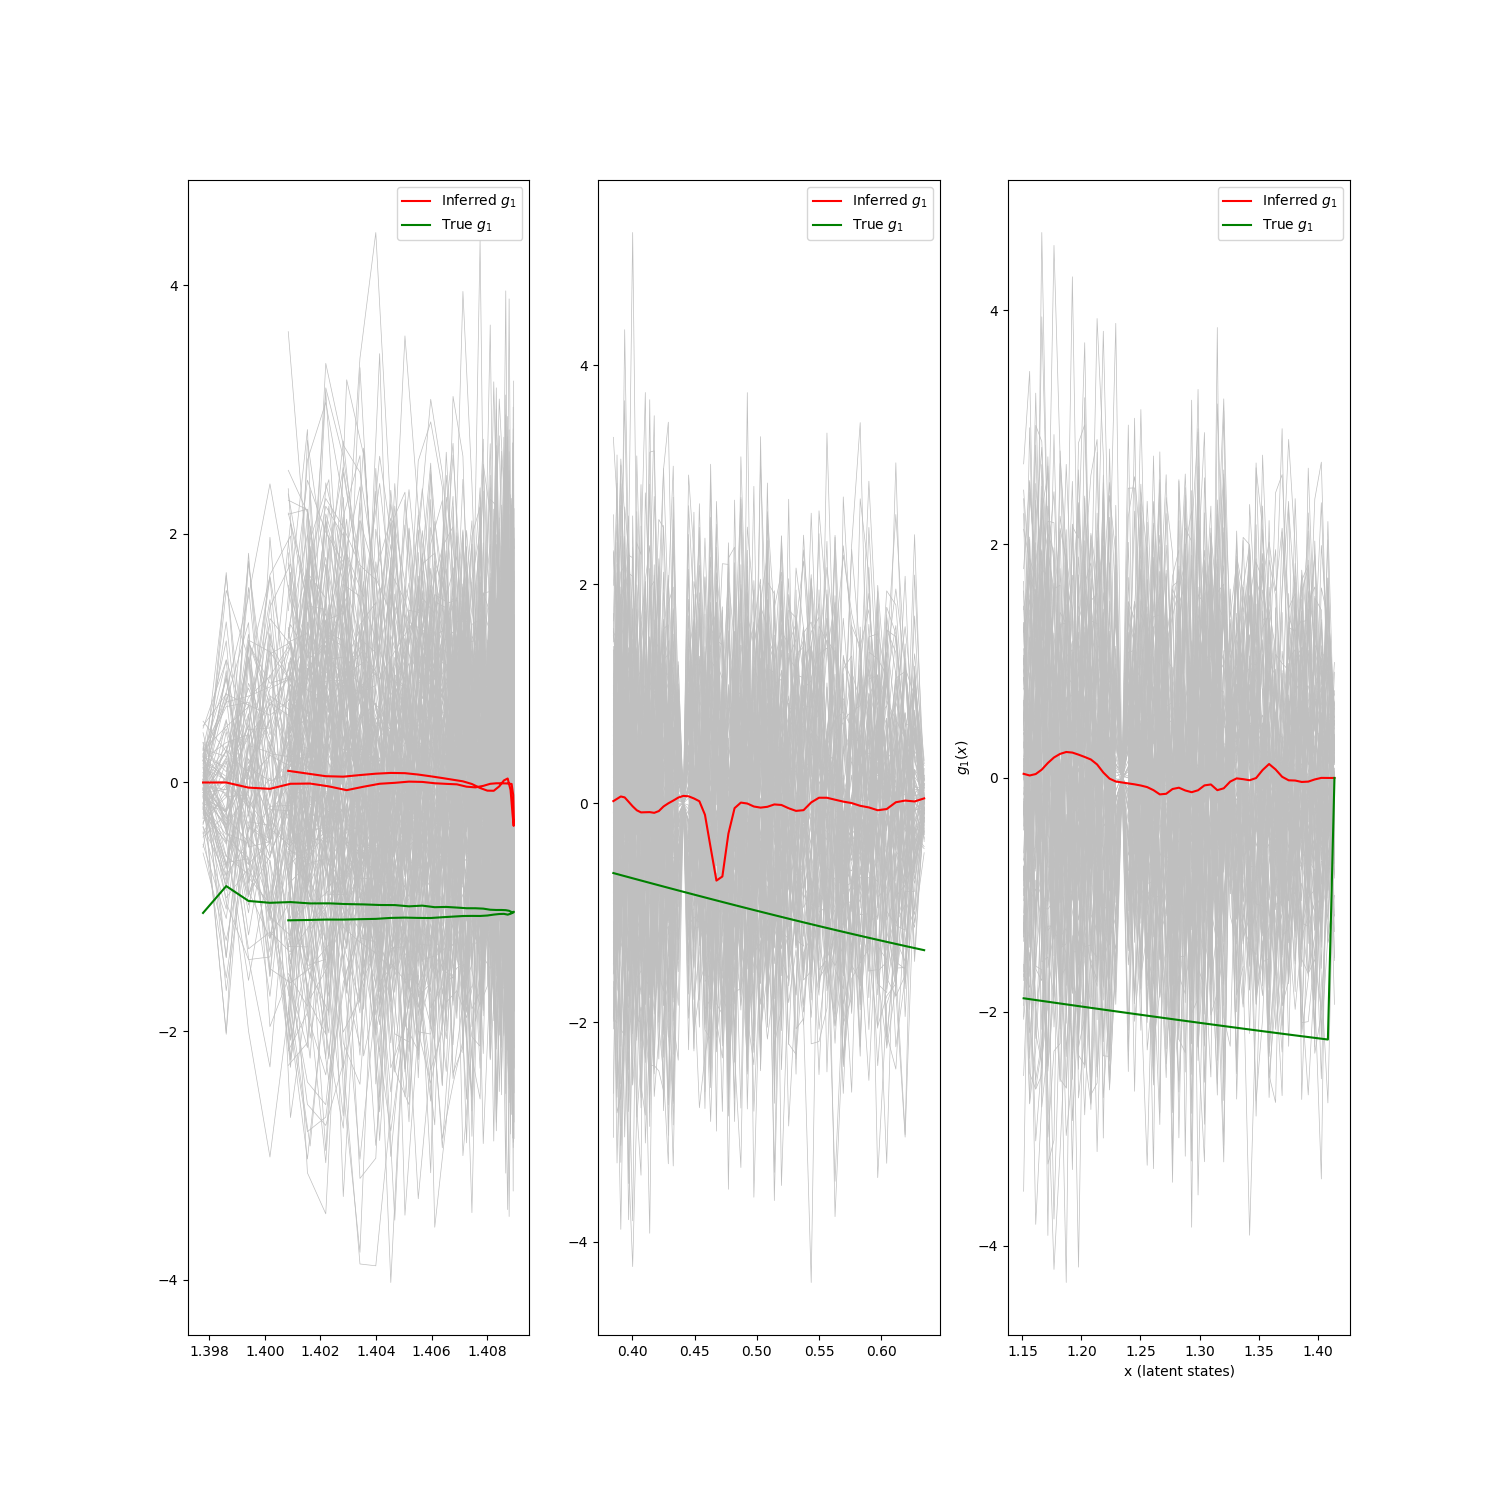 Inferred g₁
True g₁
4
2
0
−2
−4
1.398 1.400 1.402 1.404 1.406 1.408
Inferred g₁
True g₁
4
2
0
−2
−4
0.40 0.45 0.50 0.55 0.60
Inferred g₁
True g₁
g₁(x)
4
2
0
−2
−4
1.15 1.20 1.25 1.30 1.35 1.40
x (latent states)